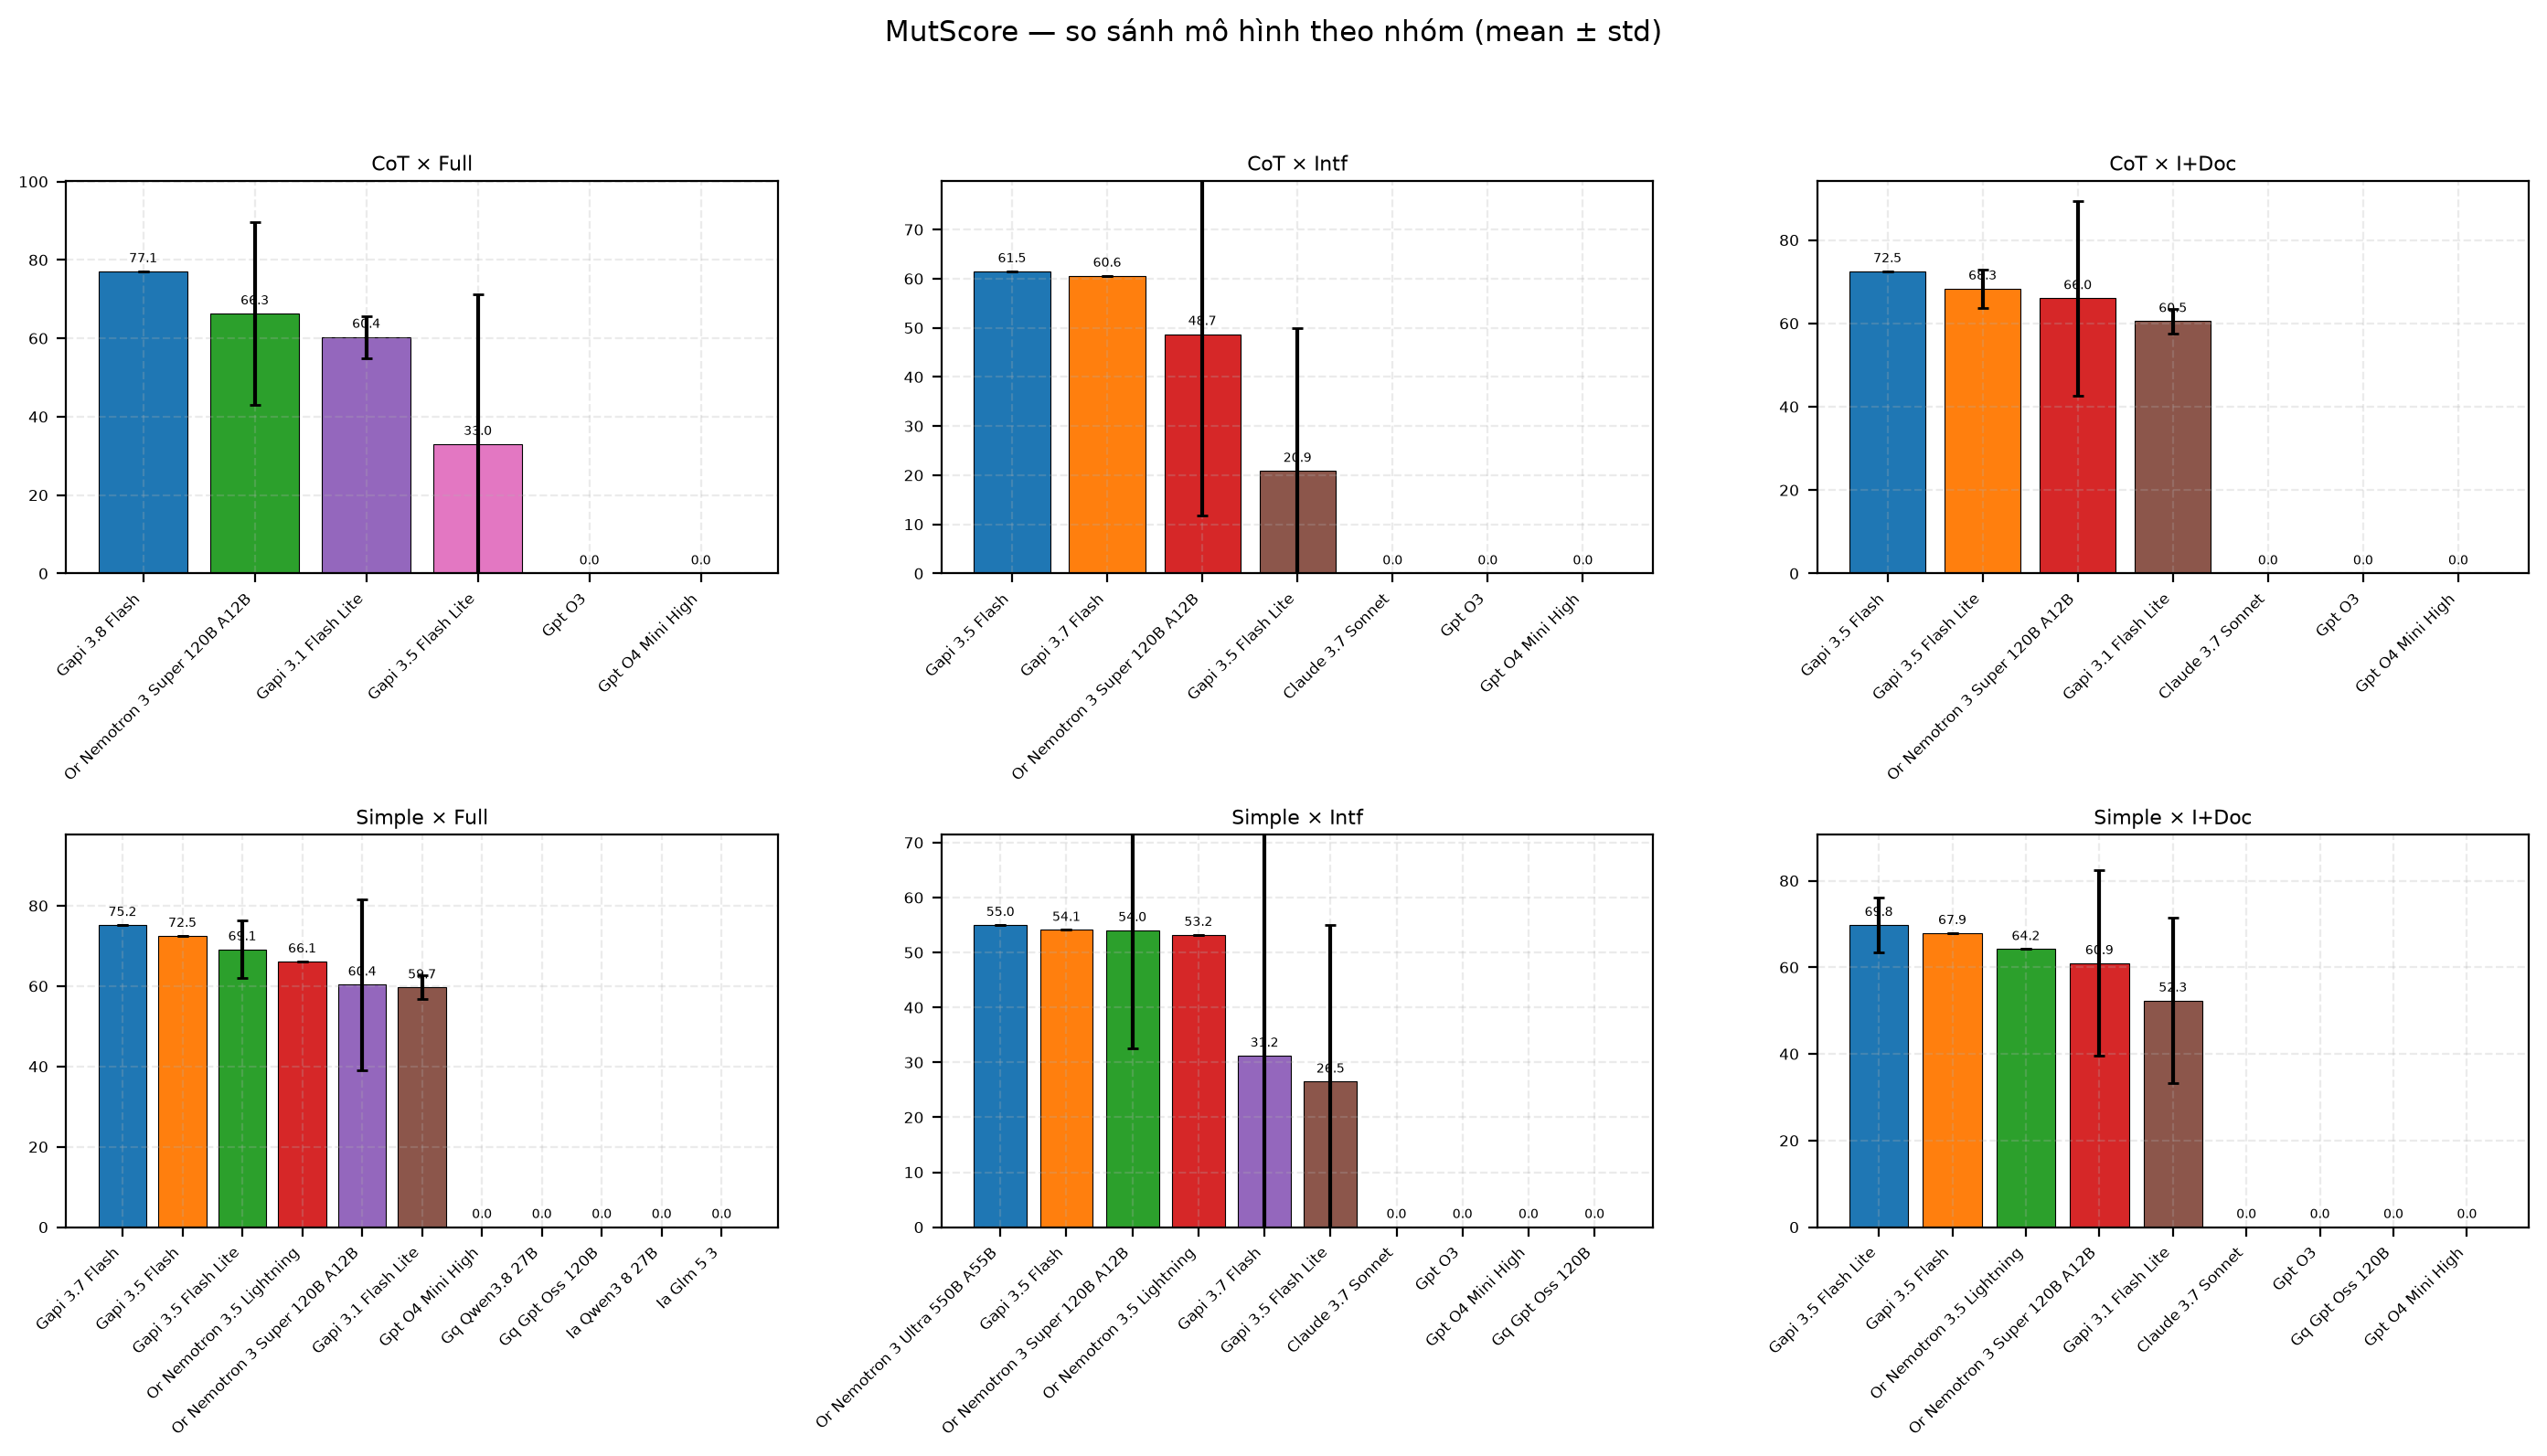 MutScore — so sánh mô hình theo nhóm (mean ± std)
CoT × Full
100
80
60
40
20
0
77.1
66.3
60.4
33.0
0.0
0.0
Gapi 3.8 Flash
Or Nemotron 3 Super 120B A12B
Gapi 3.1 Flash Lite
Gapi 3.5 Flash Lite
Gpt O3
Gpt O4 Mini High
CoT × Intf
70
60
50
40
30
20
10
0
61.5
60.6
48.7
20.9
0.0
0.0
0.0
Gapi 3.5 Flash
Gapi 3.7 Flash
Or Nemotron 3 Super 120B A12B
Gapi 3.5 Flash Lite
Claude 3.7 Sonnet
Gpt O3
Gpt O4 Mini High
CoT × I+Doc
80
60
40
20
0
72.5
68.3
66.0
60.5
0.0
0.0
0.0
Gapi 3.5 Flash
Gapi 3.5 Flash Lite
Or Nemotron 3 Super 120B A12B
Gapi 3.1 Flash Lite
Claude 3.7 Sonnet
Gpt O3
Gpt O4 Mini High
Simple × Full
80
60
40
20
0
75.2
72.5
69.1
66.1
60.4
59.7
0.0
0.0
0.0
0.0
0.0
Gapi 3.7 Flash
Gapi 3.5 Flash
Gapi 3.5 Flash Lite
Or Nemotron 3.5 Lightning
Or Nemotron 3 Super 120B A12B
Gapi 3.1 Flash Lite
Gpt O4 Mini High
Gq Qwen3.8 27B
Gq Gpt Oss 120B
Ia Qwen3 8 27B
Ia Glm 5 3
Simple × Intf
70
60
50
40
30
20
10
0
55.0
54.1
54.0
53.2
31.2
26.5
0.0
0.0
0.0
0.0
Or Nemotron 3 Ultra 550B A55B
Gapi 3.5 Flash
Or Nemotron 3 Super 120B A12B
Or Nemotron 3.5 Lightning
Gapi 3.7 Flash
Gapi 3.5 Flash Lite
Claude 3.7 Sonnet
Gpt O3
Gpt O4 Mini High
Gq Gpt Oss 120B
Simple × I+Doc
80
60
40
20
0
69.8
67.9
64.2
60.9
52.3
0.0
0.0
0.0
0.0
Gapi 3.5 Flash Lite
Gapi 3.5 Flash
Or Nemotron 3.5 Lightning
Or Nemotron 3 Super 120B A12B
Gapi 3.1 Flash Lite
Claude 3.7 Sonnet
Gpt O3
Gq Gpt Oss 120B
Gpt O4 Mini High